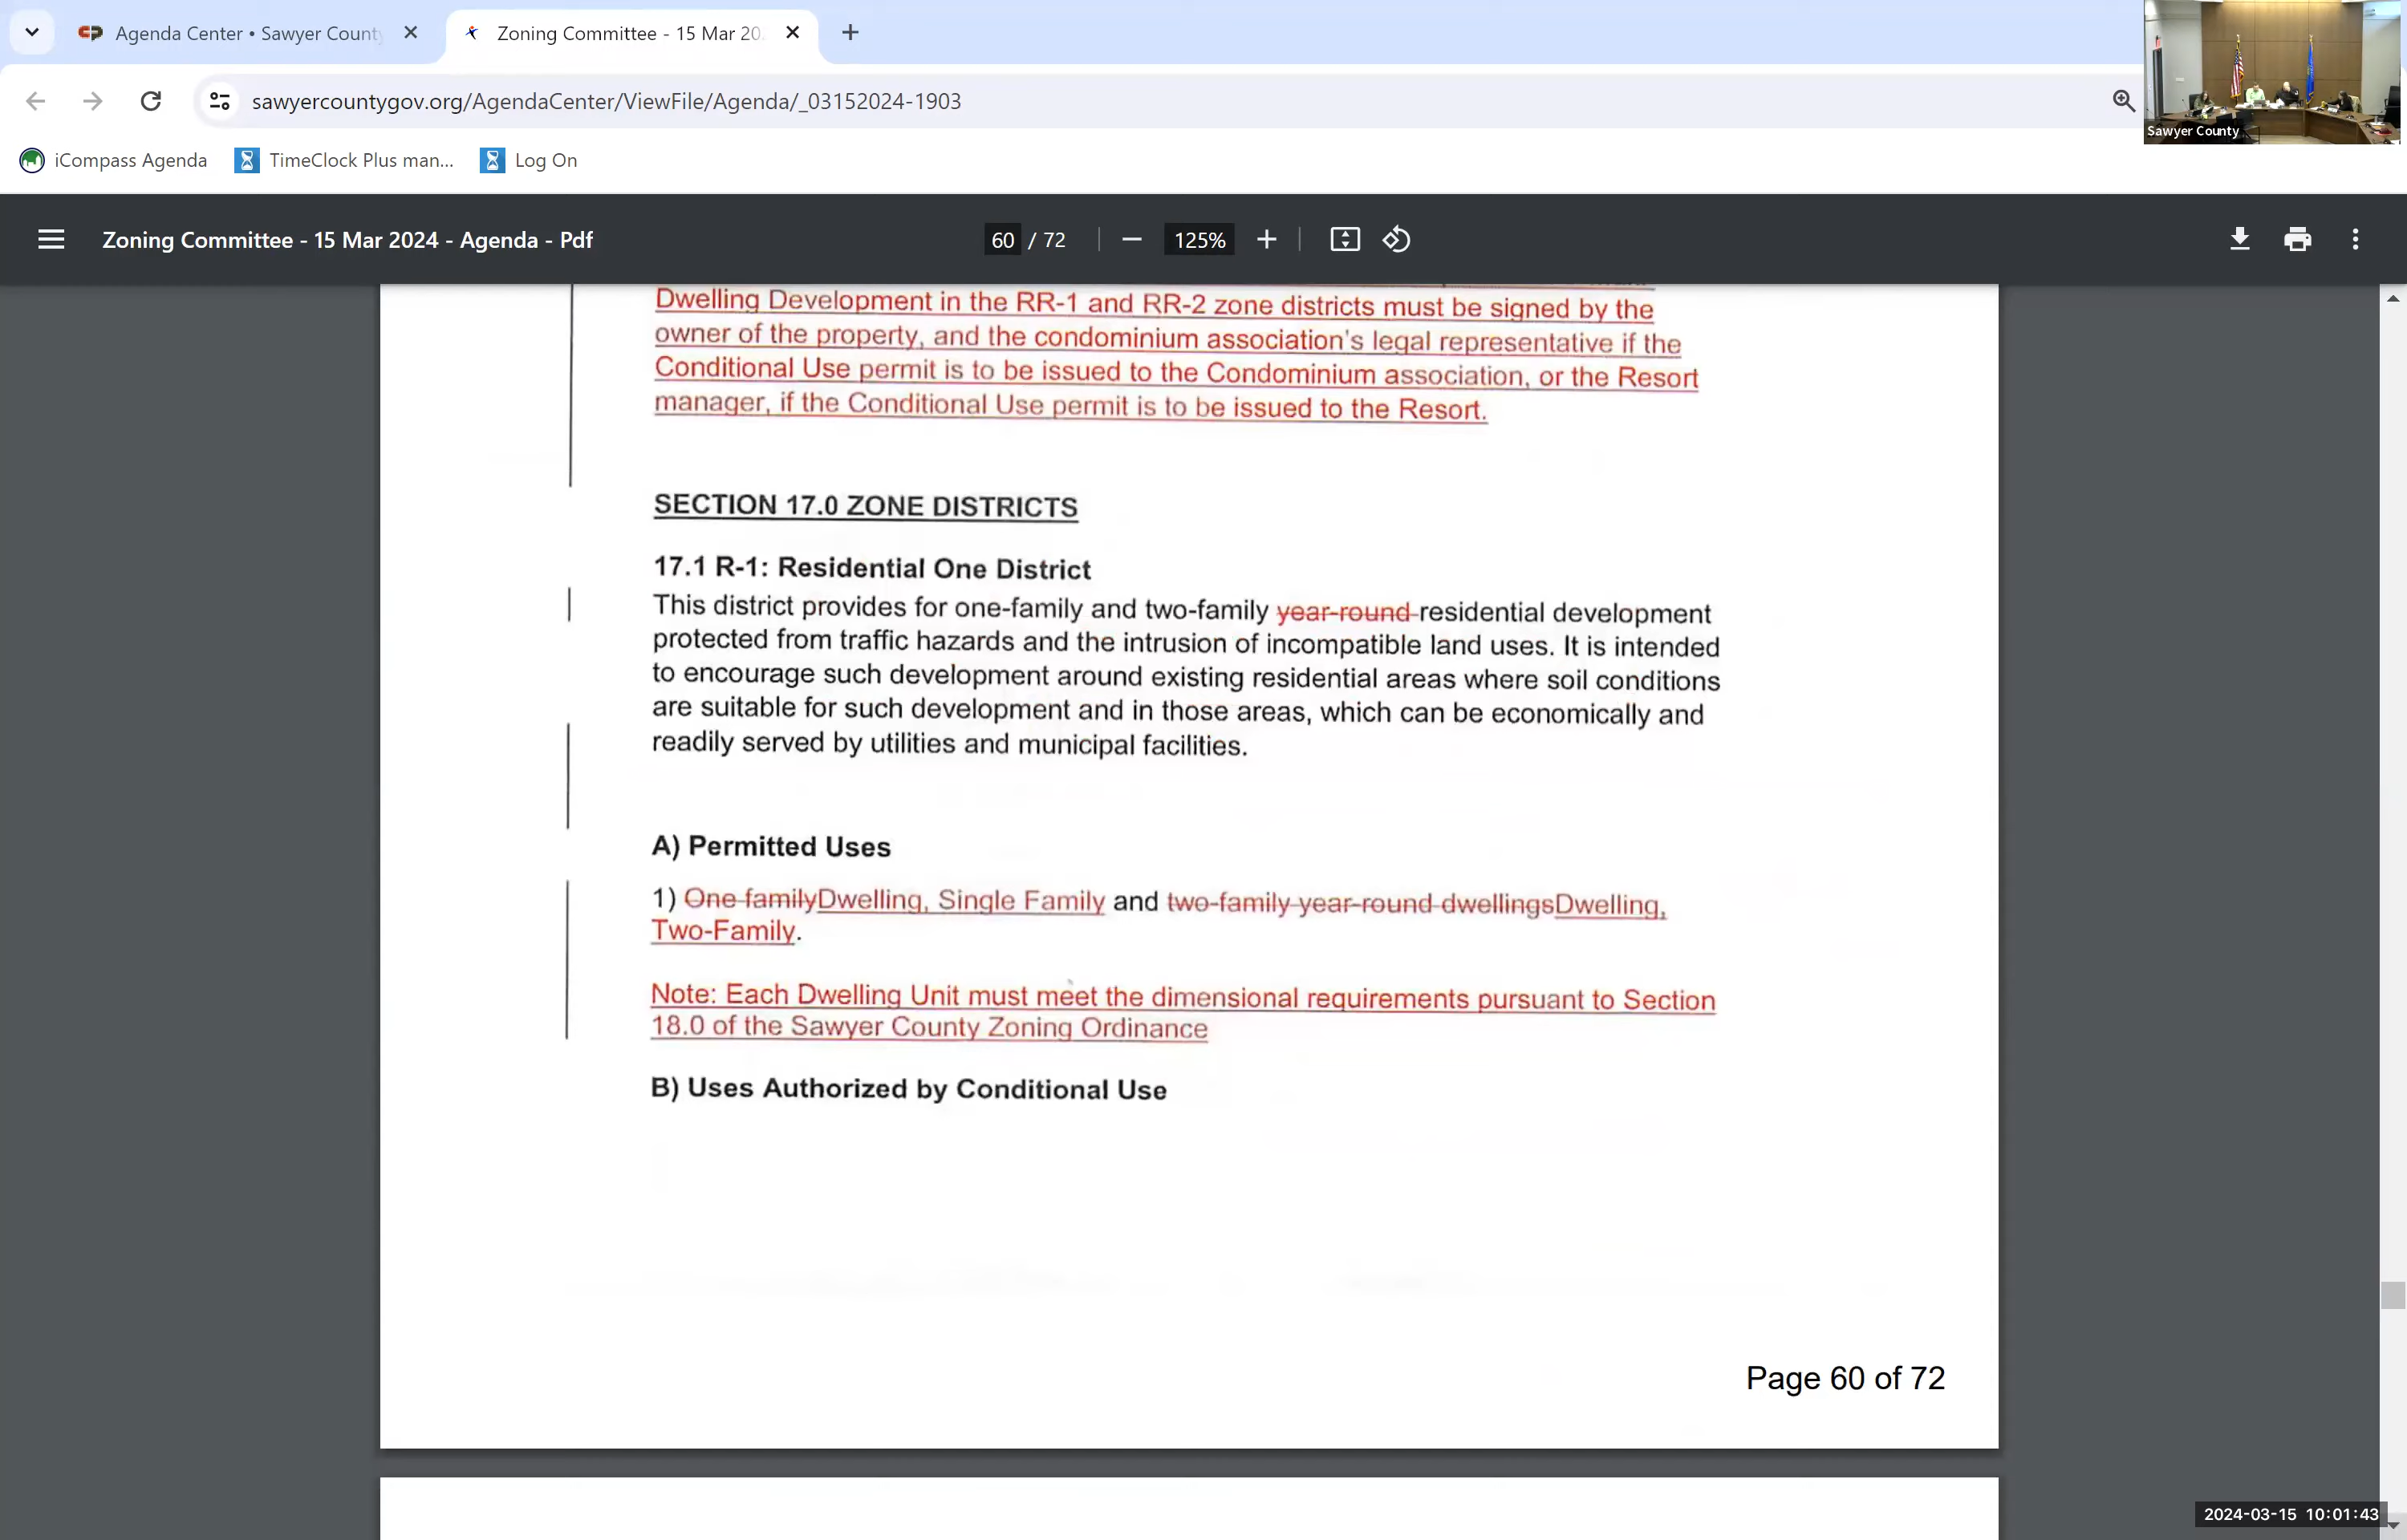 Agenda Center • Sawyer County
Zoning Committee - 15 Mar 20
sawyercountygov.org/AgendaCenter/ViewFile/Agenda/_03152024-1903
Sawyer County
iCompass Agenda
TimeClock Plus man...
Log On
Zoning Committee - 15 Mar 2024 - Agenda - Pdf
60 / 72
125%
Dwelling Development in the RR-1 and RR-2 zone districts must be signed by the
owner of the property, and the condominium association's legal representative if the
Conditional Use permit is to be issued to the Condominium association, or the Resort
manager, if the Conditional Use permit is to be issued to the Resort.
SECTION 17.0 ZONE DISTRICTS
17.1 R-1: Residential One District
This district provides for one-family and two-family year-round residential development
protected from traffic hazards and the intrusion of incompatible land uses. It is intended
to encourage such development around existing residential areas where soil conditions
are suitable for such development and in those areas, which can be economically and
readily served by utilities and municipal facilities.
A) Permitted Uses
1) One familyDwelling, Single Family and two-family year-round dwellingsDwelling,
Two-Family.
Note: Each Dwelling Unit must meet the dimensional requirements pursuant to Section
18.0 of the Sawyer County Zoning Ordinance
B) Uses Authorized by Conditional Use
Page 60 of 72
2024-03-15 10:01:43